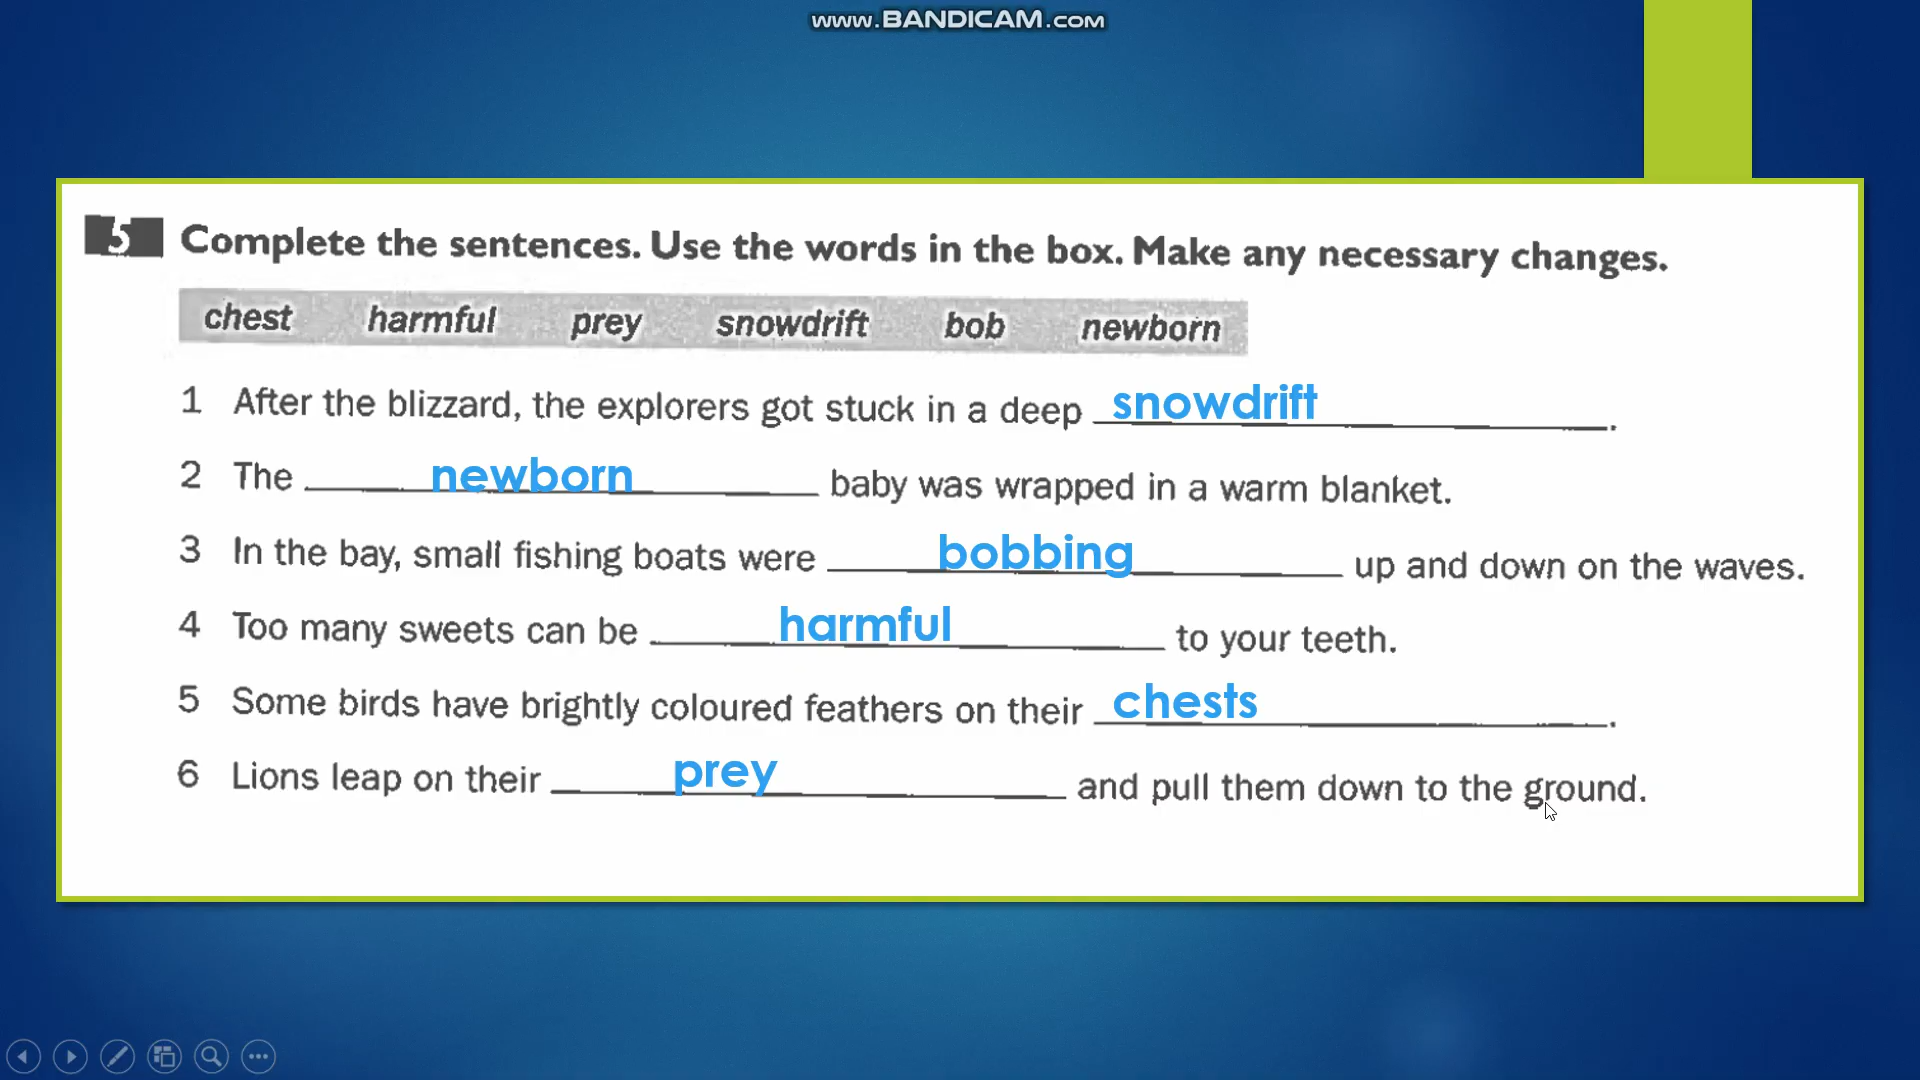 www.BANDICAM.com
5 Complete the sentences. Use the words in the box. Make any necessary changes.
chest harmful prey snowdrift bob newborn
1 After the blizzard, the explorers got stuck in a deep snowdrift.
2 The newborn baby was wrapped in a warm blanket.
3 In the bay, small fishing boats were bobbing up and down on the waves.
4 Too many sweets can be harmful to your teeth.
5 Some birds have brightly coloured feathers on their chests.
6 Lions leap on their prey and pull them down to the ground.